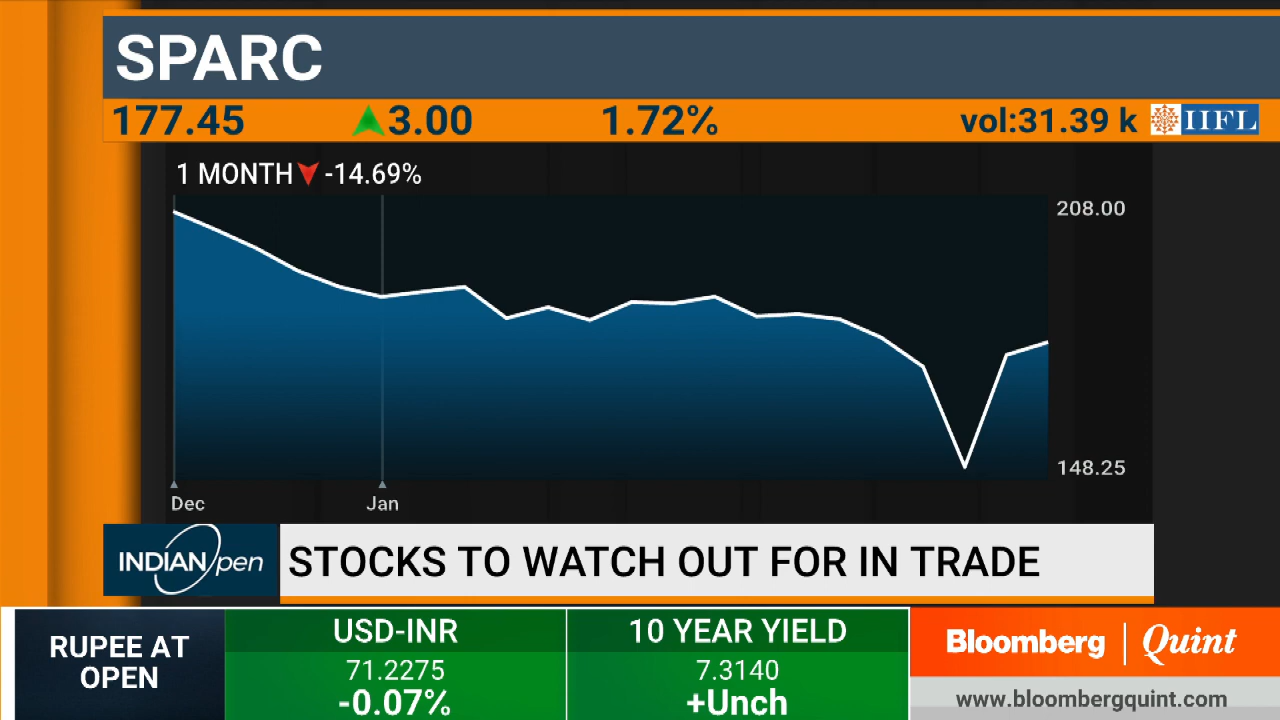 SPARC
177.45 3.00 1.72% vol:31.39 k IIFL
1 MONTH -14.69%
208.00
148.25
Dec Jan
INDIAN Open STOCKS TO WATCH OUT FOR IN TRADE
RUPEE AT
OPEN
USD-INR
71.2275
-0.07%
10 YEAR YIELD
7.3140
+Unch
Bloomberg | Quint
www.bloombergquint.com